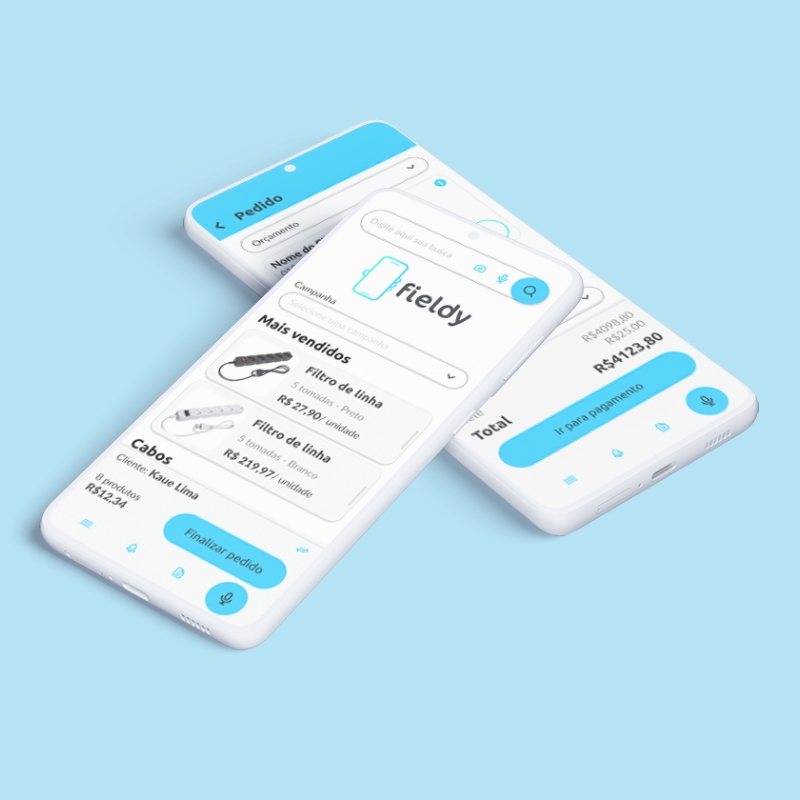 Pedido
Orçamento
Nome do
Digite aqui sua busca
fieldy
Campanha
Selecione uma campanha
Mais vendidos
Filtro de linha
5 tomadas - Preto
R$ 27,90/ unidade
Filtro de linha
5 tomadas - Branco
R$ 219,97/ unidade
Cabos
Cliente: Kaue Lima
8 produtos
R$12,34
Finalizar pedido
R$4098,80
R$25,00
R$4123,80
Total
Ir para pagamento